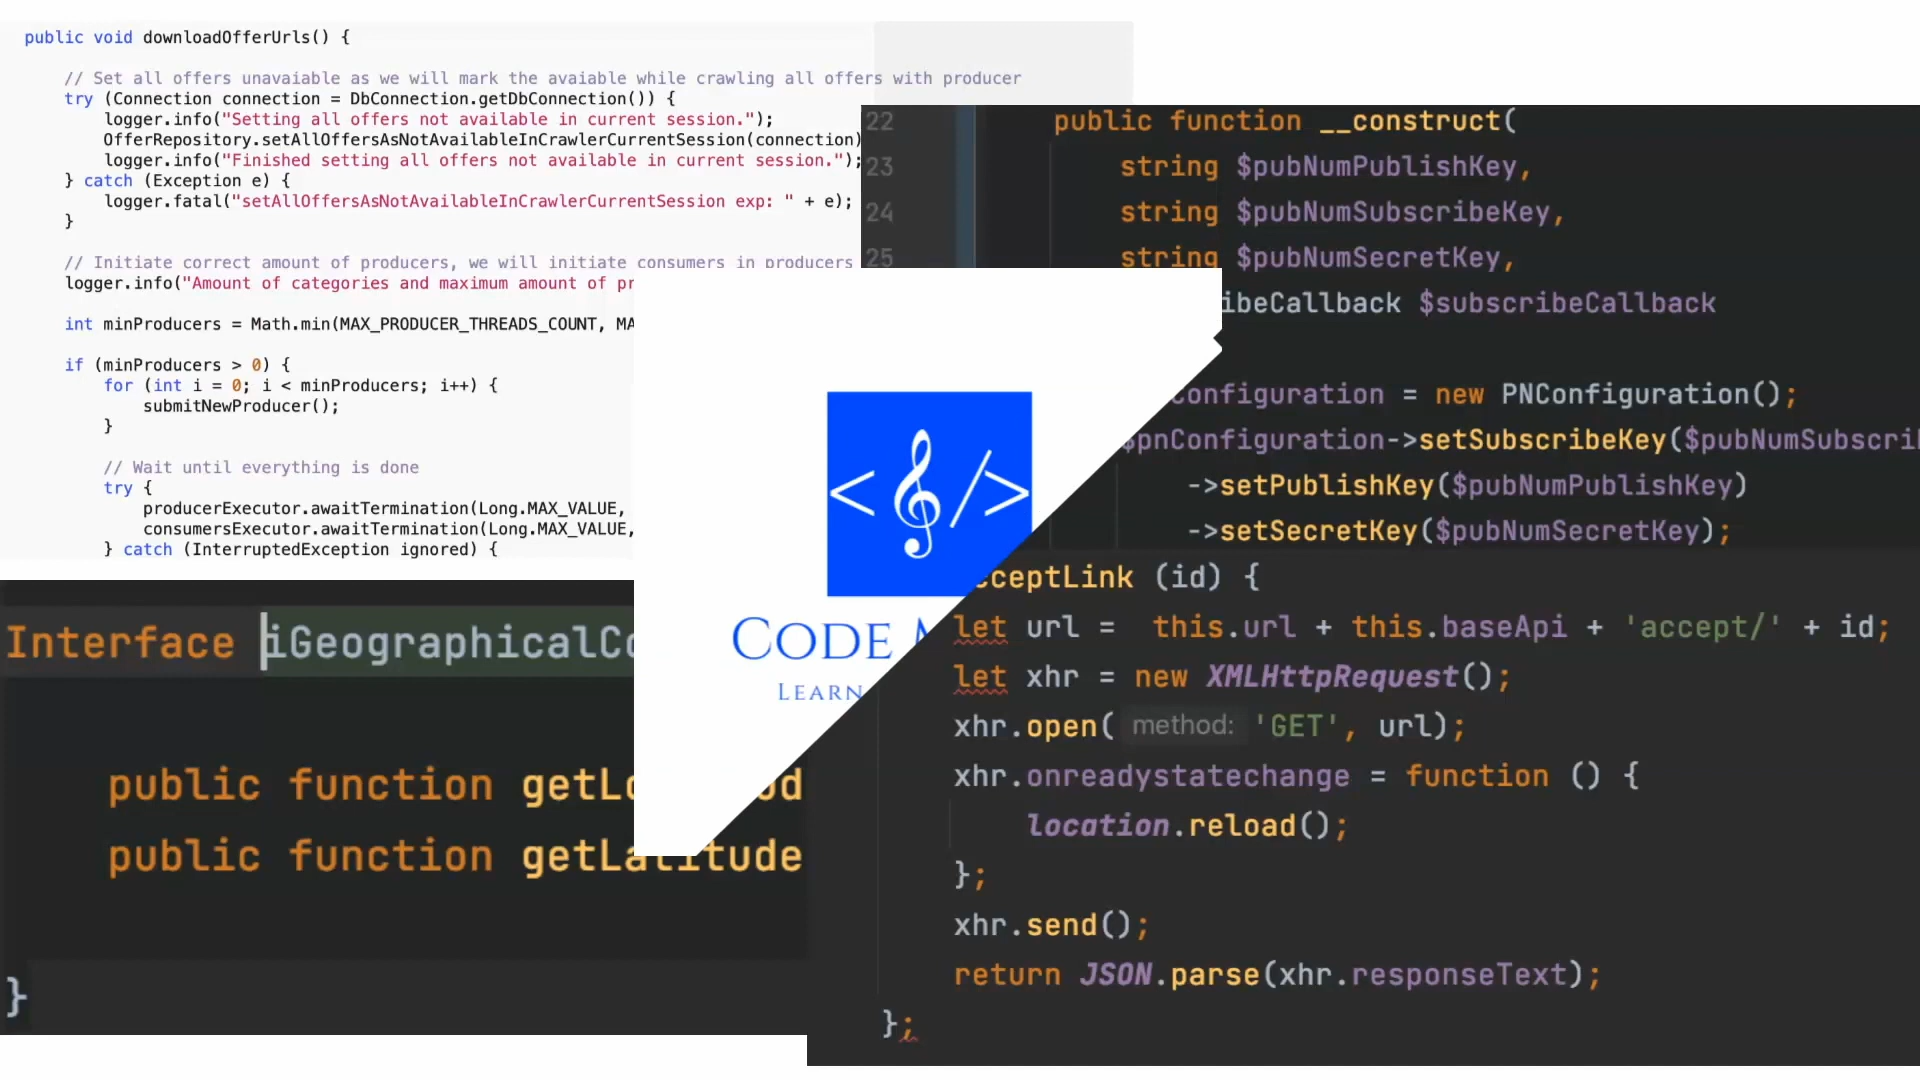 public void downloadOfferUrls() {
// Set all offers unavaiable as we will mark the avaiable while crawling all offers with producer
try (Connection connection = DbConnection.getDbConnection()) {
logger.info("Setting all offers not available in current session.");
OfferRepository.setAllOffersAsNotAvailableInCrawlerCurrentSession(connection)
logger.info("Finished setting all offers not available in current session.");
} catch (Exception e) {
logger.fatal("setAllOffersAsNotAvailableInCrawlerCurrentSession exp: " + e);
}
// Initiate correct amount of producers, we will initiate consumers in producers
logger.info("Amount of categories and maximum amount of
int minProducers = Math.min(MAX_PRODUCER_THREADS_COUNT,
if (minProducers > 0) {
for (int i = 0; i < minProducers; i++) {
submitNewProducer();
}
// Wait until everything is done
try {
producerExecutor.awaitTermination(Long.MAX_VALUE,
consumersExecutor.awaitTermination(Long.MAX_VALUE,
} catch (InterruptedException ignored) {
22 public function __construct(
23 string $pubNumPublishKey,
24 string $pubNumSubscribeKey,
25 string $pubNumSecretKey,
ibeCallback $subscribeCallback
configuration = new PNConfiguration();
$pnConfiguration->setSubscribeKey($pubNumSubscri
->setPublishKey($pubNumPublishKey)
->setSecretKey($pubNumSecretKey);
</>
CODE
LEARN
Interface iGeographicalCo
public function
public function getLatitude
}
cceptLink (id) {
let url = this.url + this.baseApi + 'accept/' + id;
let xhr = new XMLHttpRequest();
xhr.open( method: 'GET', url);
xhr.onreadystatechange = function () {
location.reload();
};
xhr.send();
return JSON.parse(xhr.responseText);
};